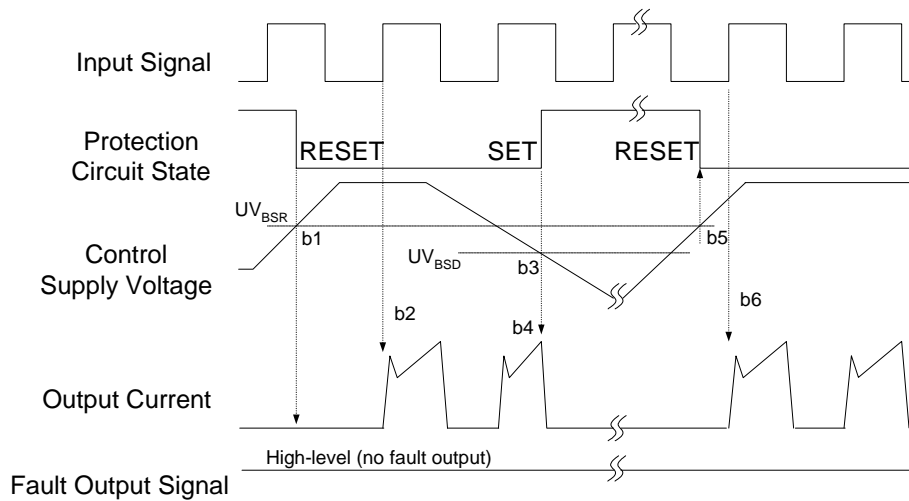 Input Signal
Protection
Circuit State
RESET
SET
RESET
UVBSR
b1
b5
UVBSD
b3
Control
Supply Voltage
b2
b4
b6
Output Current
High-level (no fault output)
Fault Output Signal